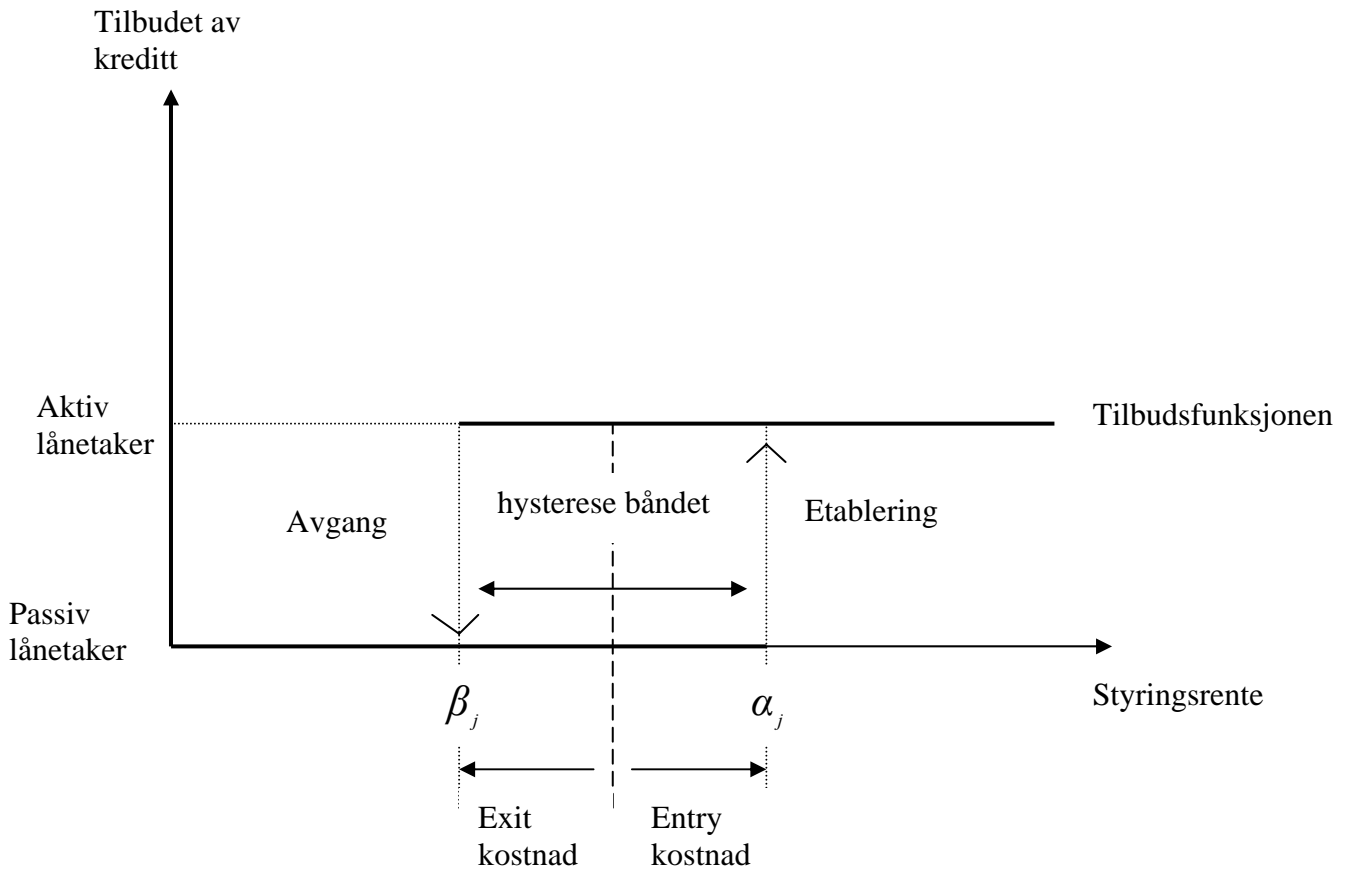 Tilbudet av
kreditt
Aktiv
lånetaker
Tilbudsfunksjonen
hysterese båndet
Avgang
Etablering
Passiv
lånetaker
β_j
α_j
Styringsrente
Exit
kostnad
Entry
kostnad